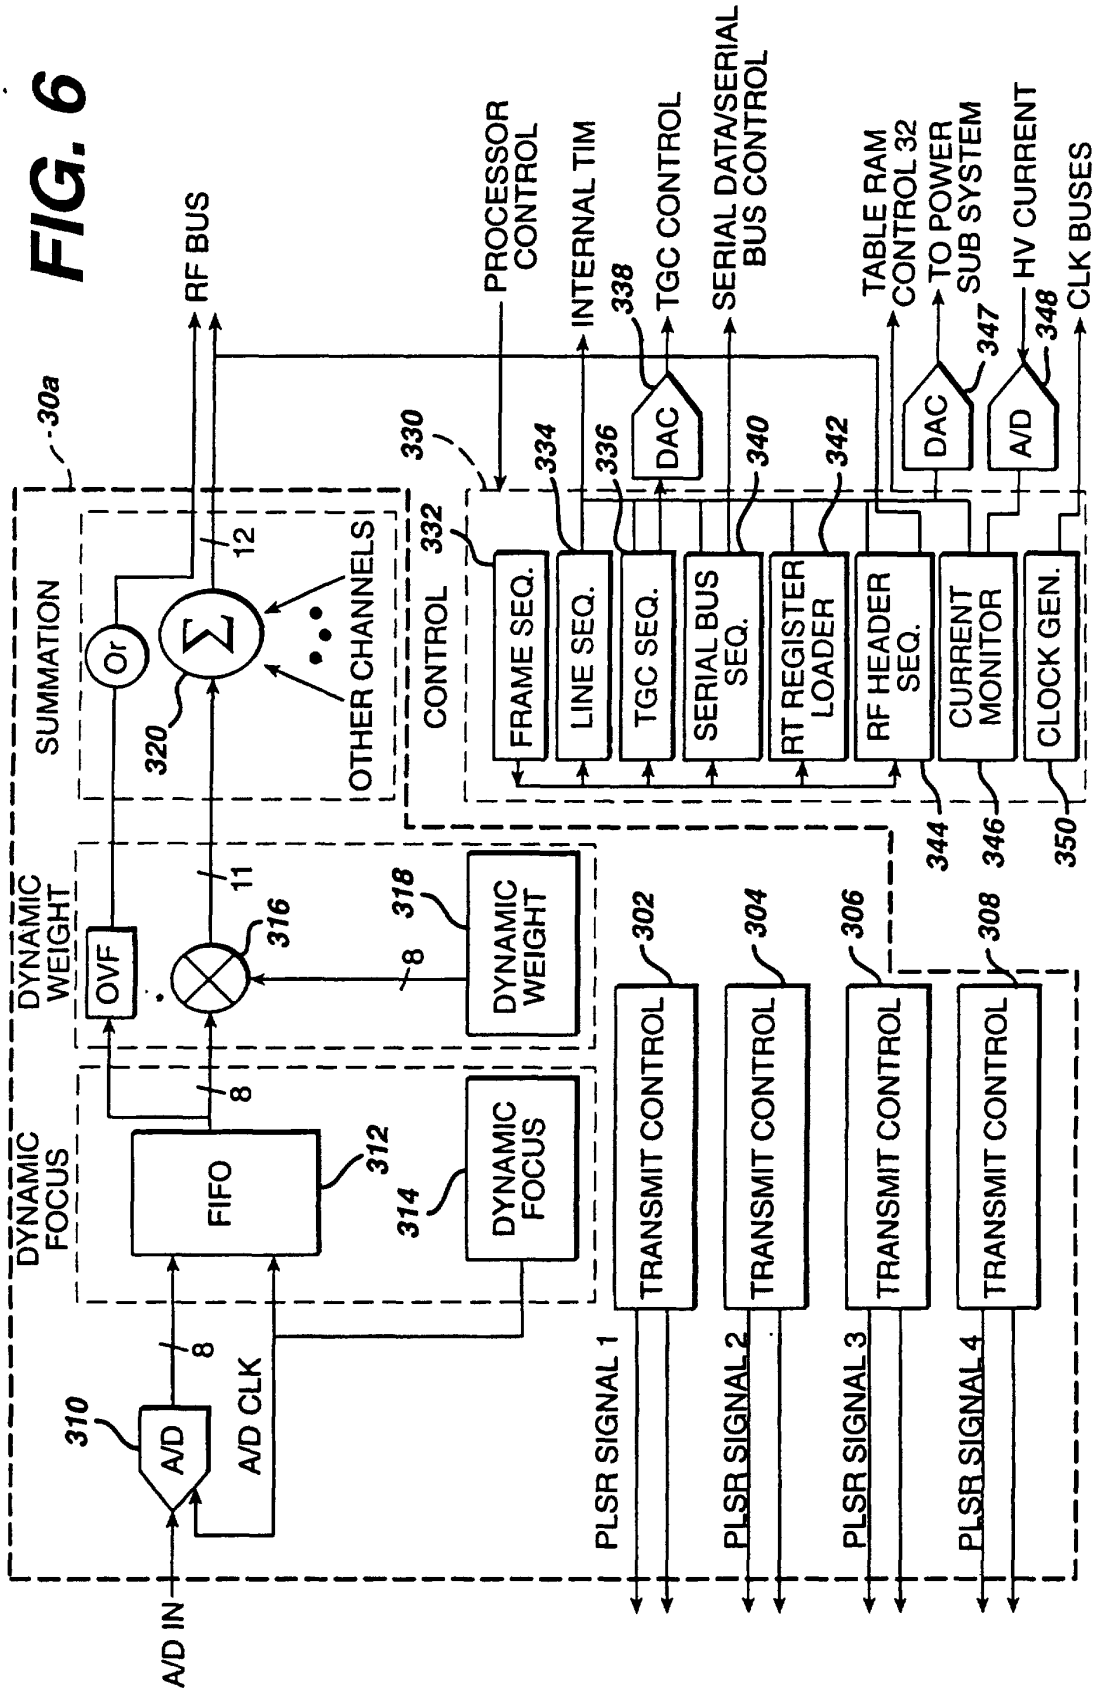 FIG. 6
30a
RF BUS
SUMMATION
Or
12
Σ
320
OTHER CHANNELS
DYNAMIC
WEIGHT
OVF
11
316
8
318
DYNAMIC
WEIGHT
DYNAMIC
FOCUS
8
FIFO
312
314
DYNAMIC
FOCUS
310
A/D
8
A/D CLK
A/D IN
CONTROL
330
PROCESSOR
CONTROL
332
FRAME SEQ.
334
LINE SEQ.
INTERNAL TIM
336
TGC SEQ.
338
DAC
TGC CONTROL
340
SERIAL BUS
SEQ.
SERIAL DATA/SERIAL
BUS CONTROL
342
RT REGISTER
LOADER
RF HEADER
SEQ.
344
TABLE RAM
CONTROL 32
CURRENT
MONITOR
346
DAC
347
TO POWER
SUB SYSTEM
A/D
348
HV CURRENT
CLOCK GEN.
350
CLK BUSES
302
TRANSMIT CONTROL
PLSR SIGNAL 1
304
TRANSMIT CONTROL
PLSR SIGNAL 2
306
TRANSMIT CONTROL
PLSR SIGNAL 3
308
TRANSMIT CONTROL
PLSR SIGNAL 4